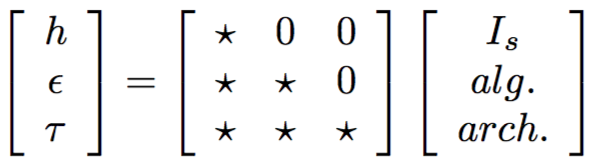 h ⋆ 0 0 I_s
ϵ = ⋆ ⋆ 0 alg.
τ ⋆ ⋆ ⋆ arch.